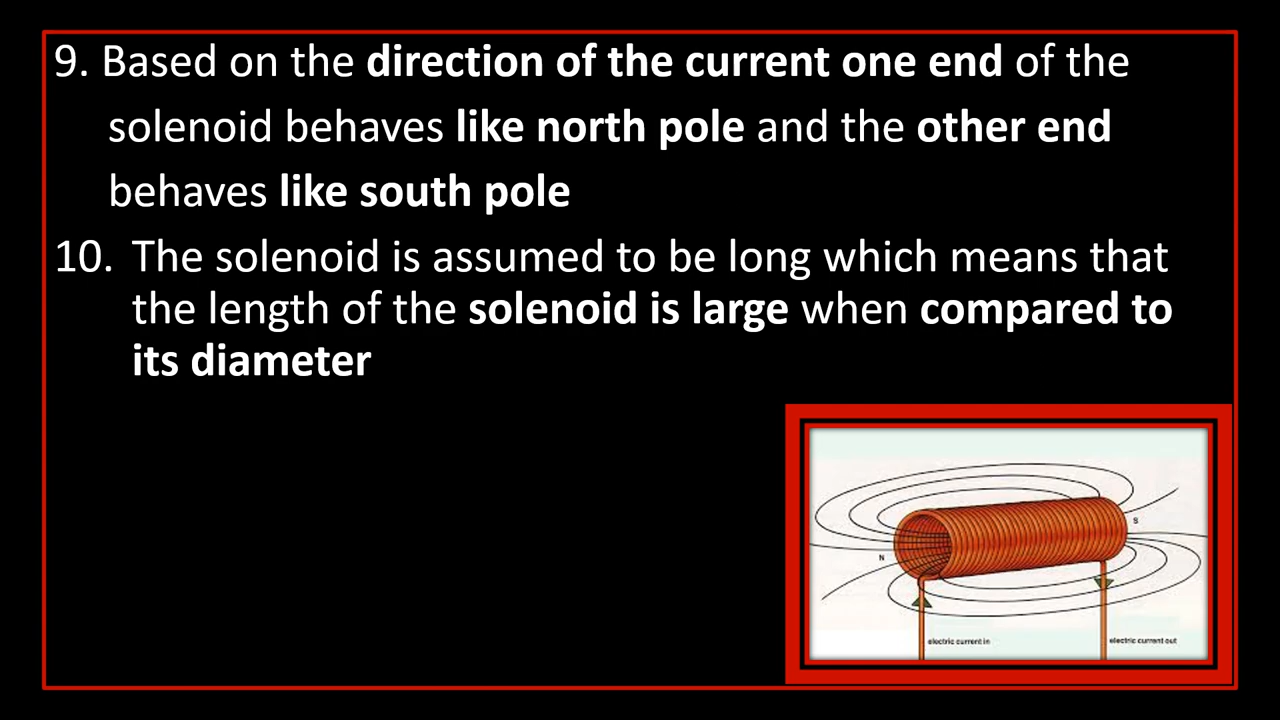 9. Based on the direction of the current one end of the
solenoid behaves like north pole and the other end
behaves like south pole
10. The solenoid is assumed to be long which means that
the length of the solenoid is large when compared to
its diameter
S
N
electric current in
electric current out